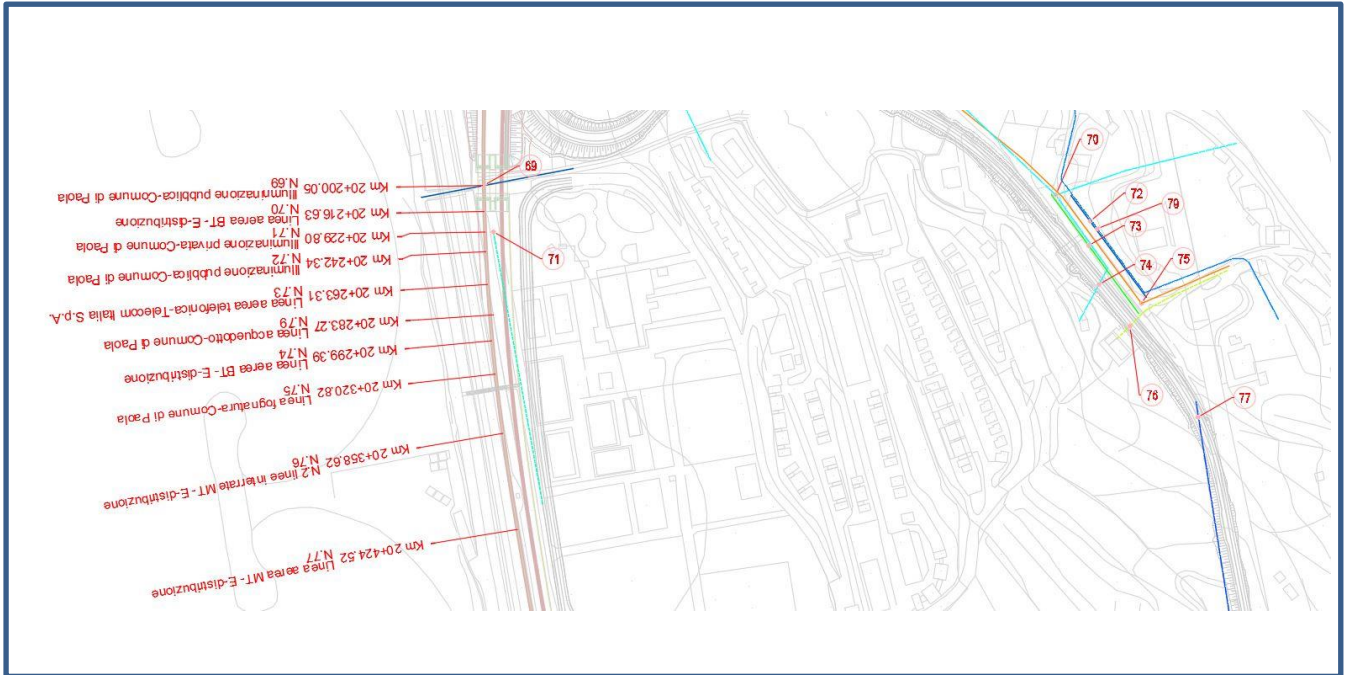 Km 20+200.05 N.69
Illuminazione pubblica-Comune di Paola
Km 20+216.63 N.70
Linea aerea BT - E-distribuzione
Km 20+229.80 N.71
Illuminazione privata-Comune di Paola
Km 20+242.34 N.72
Illuminazione pubblica-Comune di Paola
Km 20+263.31 N.73
Linea aerea telefonica-Telecom Italia S.p.A.
Km 20+283.27 N.79
Linea acquedotto-Comune di Paola
Km 20+299.39 N.74
Linea aerea BT - E-distribuzione
Km 20+320.82 N.75
Linea fognatura-Comune di Paola
Km 20+358.62 N.76
N.2 linee interrate MT - E-distribuzione
Km 20+424.52 N.77
Linea aerea MT - E-distribuzione
69
71
70
72
79
73
74
75
76
77